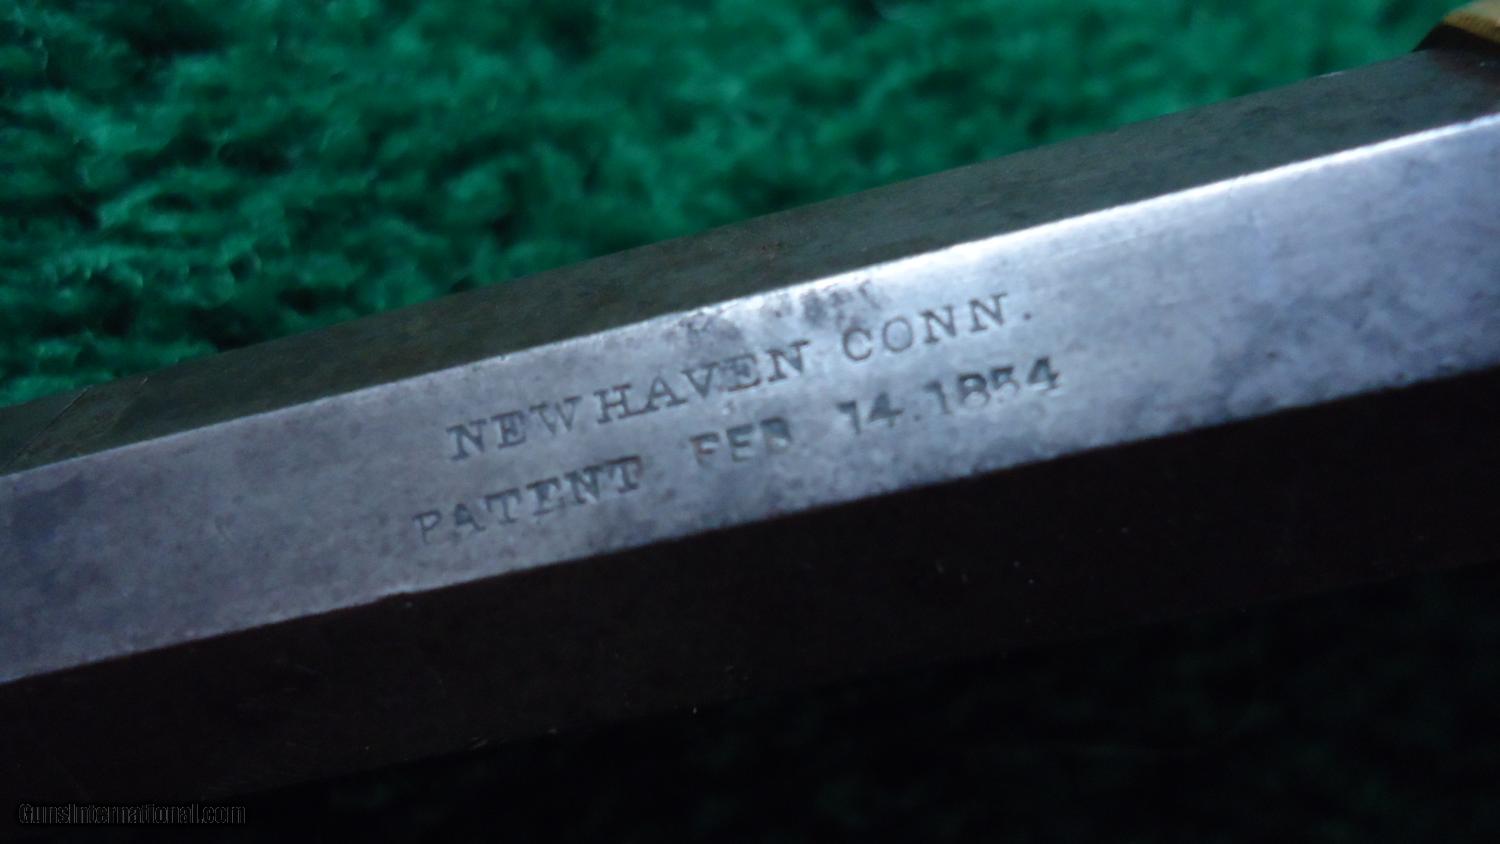 NEW HAVEN CONN.
PATENT FEB 14.1854
GunsInternational.com